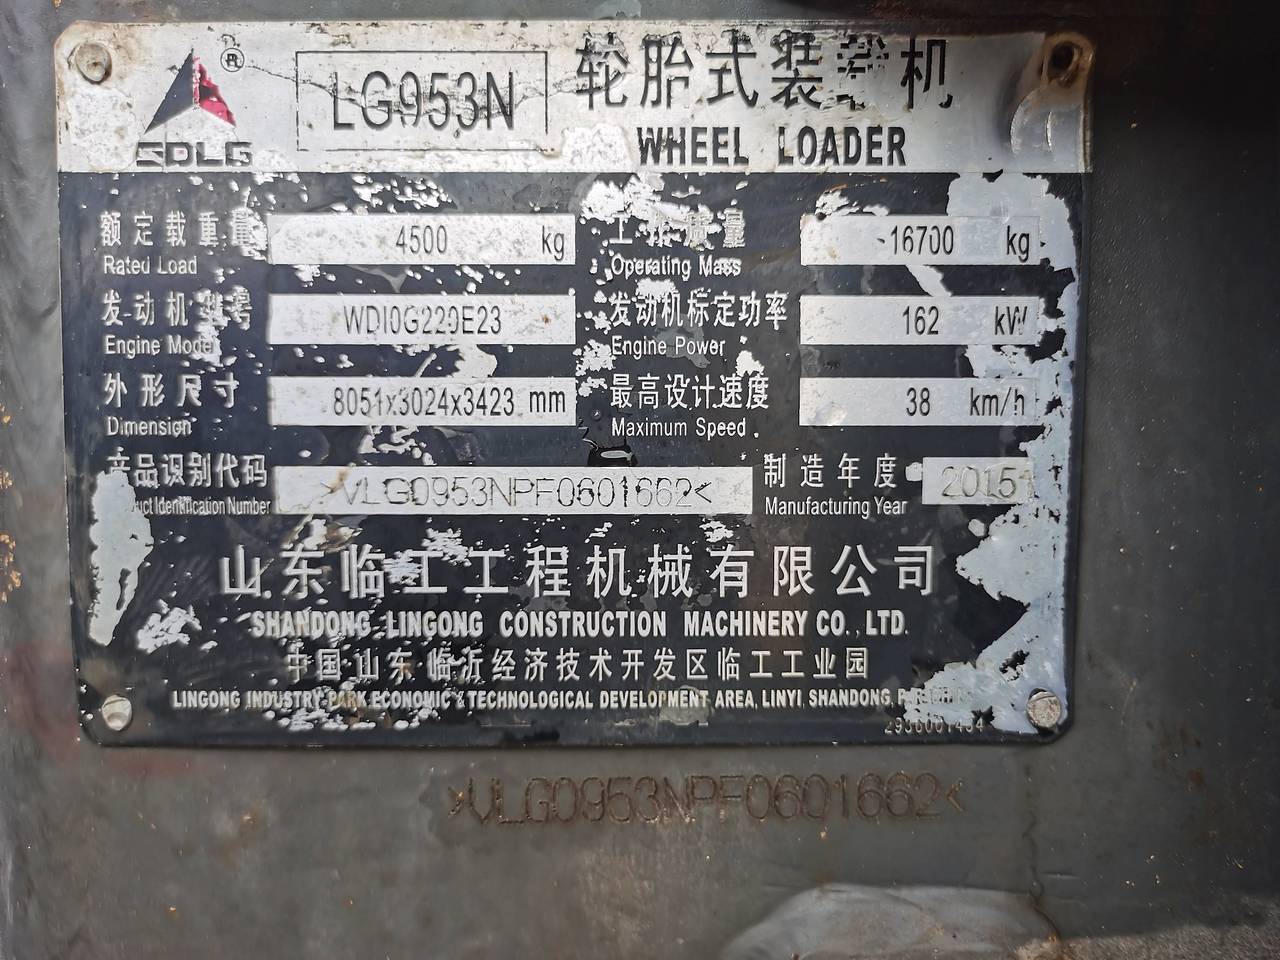 SDLG ® LG953N 轮胎式装载机
WHEEL LOADER
额定载重量 4500 kg 工作质量 16700 kg
Rated Load Operating Mass
发动机型号 WD10G220E23 发动机标定功率 162 kW
Engine Model Engine Power
外形尺寸 8051x3024x3423 mm 最高设计速度 38 km/h
Dimension Maximum Speed
产品识别代码 >VLG0953NPF0601662< 制造年度 2015
Identification Number Manufacturing Year
山东临工工程机械有限公司
SHANDONG LINGONG CONSTRUCTION MACHINERY CO., LTD.
中国山东临沂经济技术开发区临工工业园
LINGONG INDUSTRY PARK ECONOMIC & TECHNOLOGICAL DEVELOPMENT AREA, LINYI, SHANDONG,
>VLG0953NPF0601662<